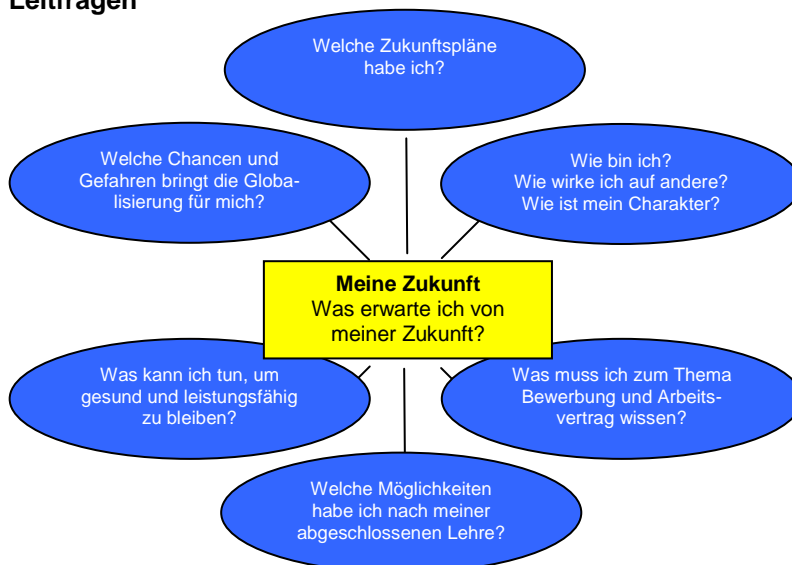 Leitfragen
Welche Zukunftspläne
habe ich?
Welche Chancen und
Gefahren bringt die Globa-
lisierung für mich?
Wie bin ich?
Wie wirke ich auf andere?
Wie ist mein Charakter?
Meine Zukunft
Was erwarte ich von
meiner Zukunft?
Was kann ich tun, um
gesund und leistungsfähig
zu bleiben?
Was muss ich zum Thema
Bewerbung und Arbeits-
vertrag wissen?
Welche Möglichkeiten
habe ich nach meiner
abgeschlossenen Lehre?